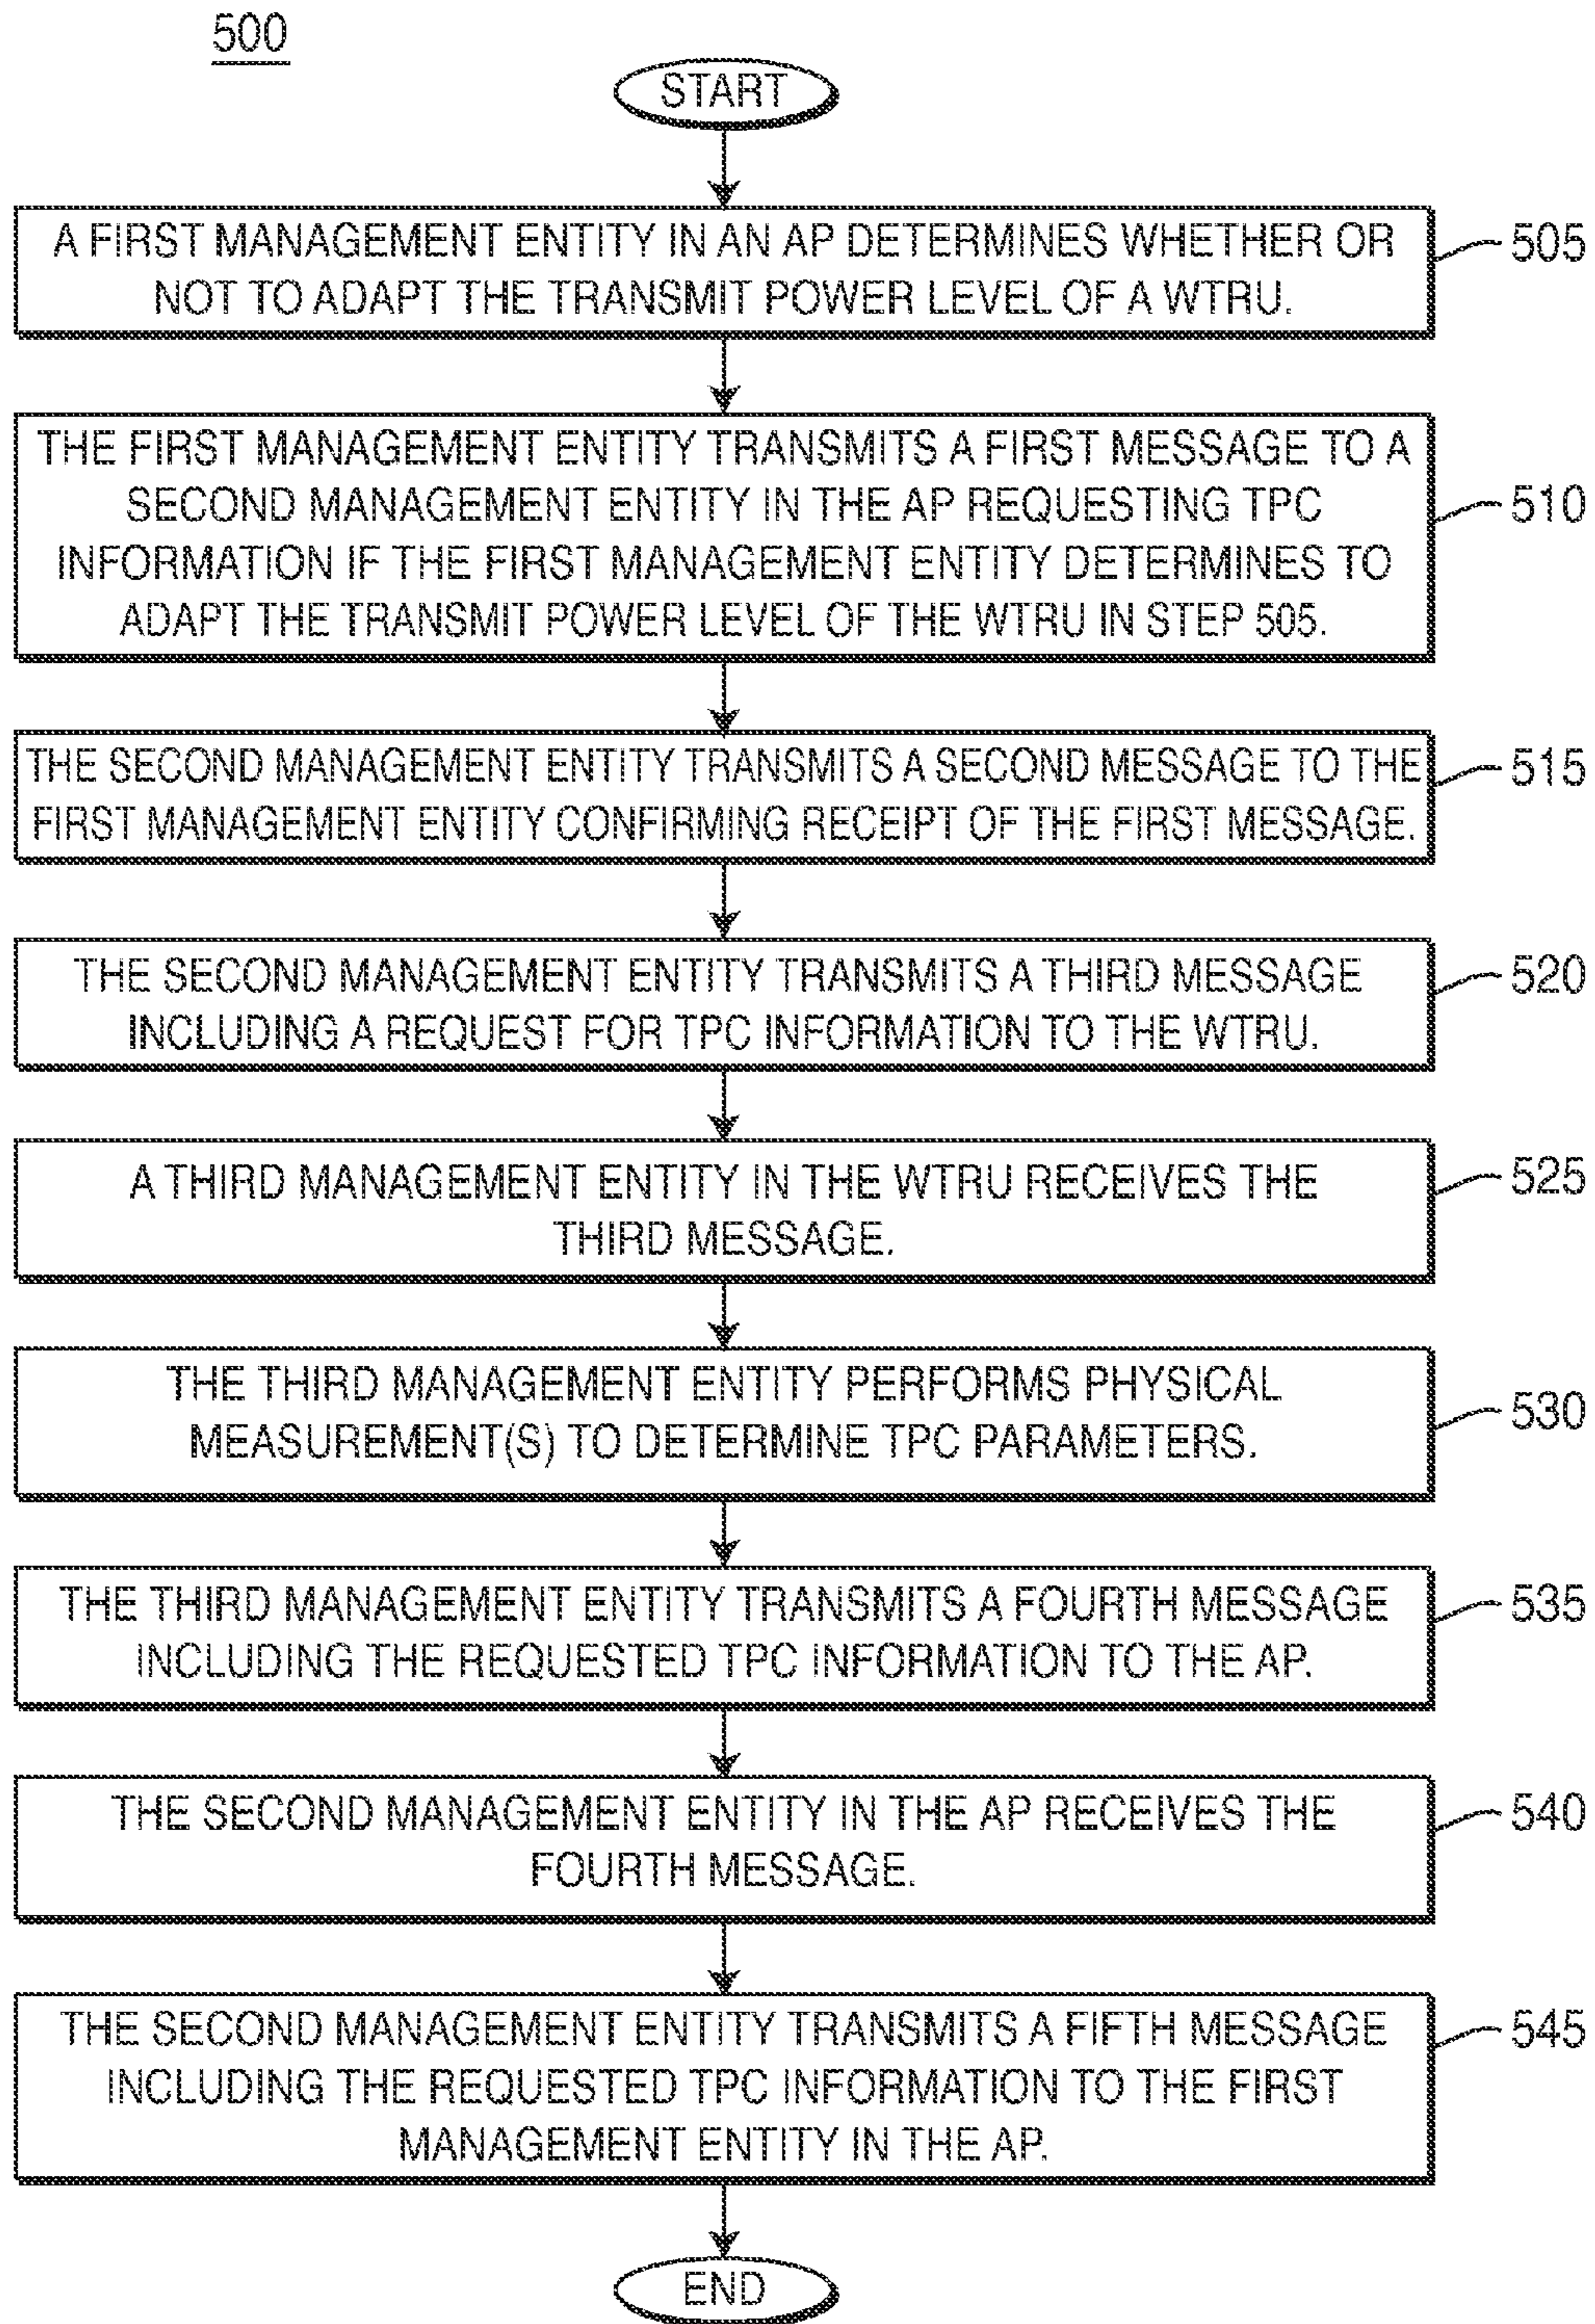 500
START
A FIRST MANAGEMENT ENTITY IN AN AP DETERMINES WHETHER OR
NOT TO ADAPT THE TRANSMIT POWER LEVEL OF A WTRU.
505
THE FIRST MANAGEMENT ENTITY TRANSMITS A FIRST MESSAGE TO A
SECOND MANAGEMENT ENTITY IN THE AP REQUESTING TPC
INFORMATION IF THE FIRST MANAGEMENT ENTITY DETERMINES TO
ADAPT THE TRANSMIT POWER LEVEL OF THE WTRU IN STEP 505.
510
THE SECOND MANAGEMENT ENTITY TRANSMITS A SECOND MESSAGE TO THE
FIRST MANAGEMENT ENTITY CONFIRMING RECEIPT OF THE FIRST MESSAGE.
515
THE SECOND MANAGEMENT ENTITY TRANSMITS A THIRD MESSAGE
INCLUDING A REQUEST FOR TPC INFORMATION TO THE WTRU.
520
A THIRD MANAGEMENT ENTITY IN THE WTRU RECEIVES THE
THIRD MESSAGE.
525
THE THIRD MANAGEMENT ENTITY PERFORMS PHYSICAL
MEASUREMENT(S) TO DETERMINE TPC PARAMETERS.
530
THE THIRD MANAGEMENT ENTITY TRANSMITS A FOURTH MESSAGE
INCLUDING THE REQUESTED TPC INFORMATION TO THE AP.
535
THE SECOND MANAGEMENT ENTITY IN THE AP RECEIVES THE
FOURTH MESSAGE.
540
THE SECOND MANAGEMENT ENTITY TRANSMITS A FIFTH MESSAGE
INCLUDING THE REQUESTED TPC INFORMATION TO THE FIRST
MANAGEMENT ENTITY IN THE AP.
545
END